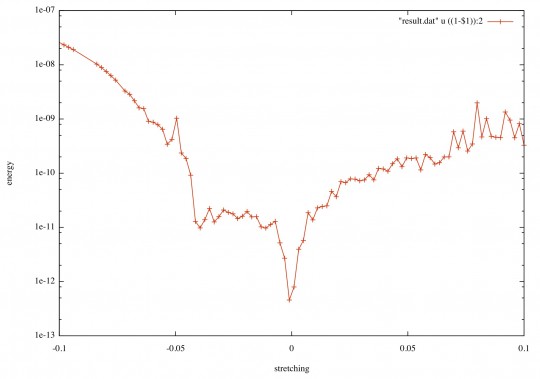 "result.dat" u ((1-$1)):2
1e-07
1e-08
1e-09
1e-10
1e-11
1e-12
1e-13
energy
-0.1
-0.05
0
0.05
0.1
stretching